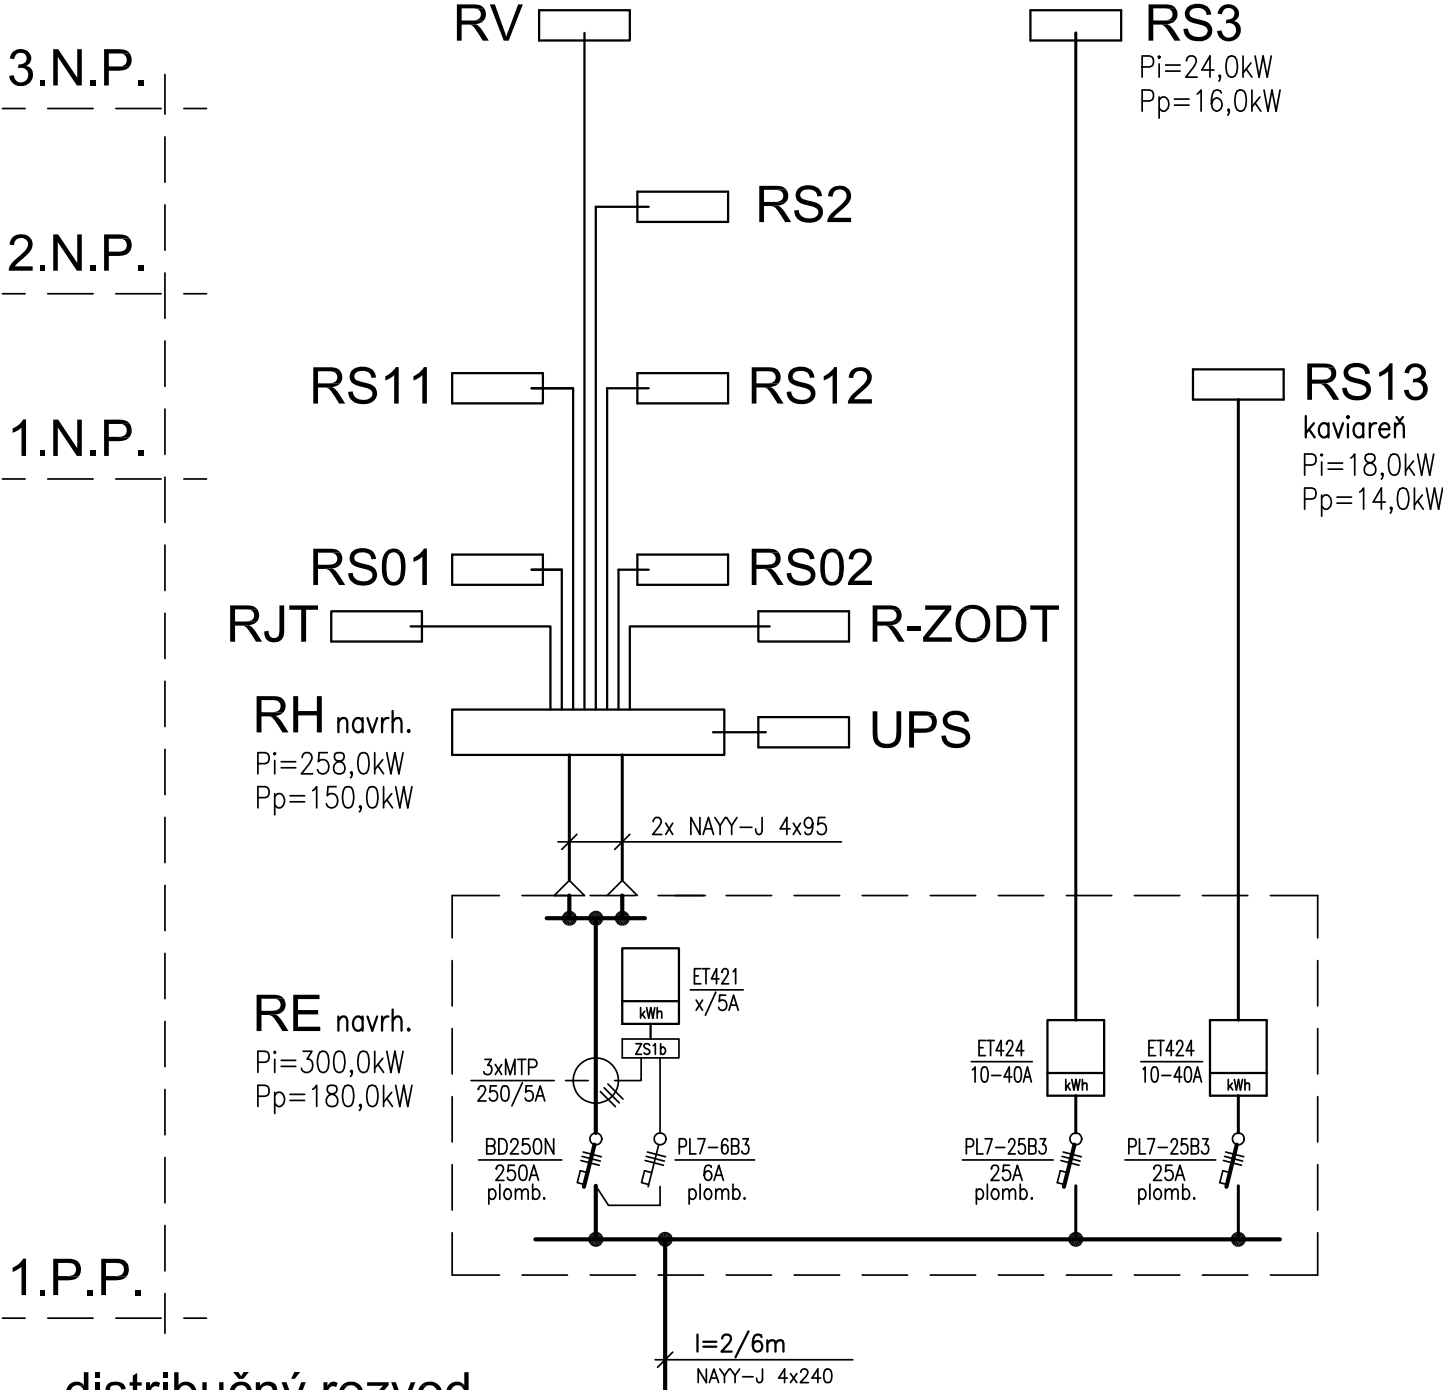 RV
RS3
Pi=24,0kW
Pp=16,0kW
3.N.P.
RS2
2.N.P.
RS11
RS12
RS13
kaviareň
Pi=18,0kW
Pp=14,0kW
1.N.P.
RS01
RS02
RJT
R-ZODT
RH navrh.
Pi=258,0kW
Pp=150,0kW
UPS
2x NAYY-J 4x95
RE navrh.
Pi=300,0kW
Pp=180,0kW
ET421
x/5A
kWh
ZS1b
3xMTP
250/5A
ET424
10-40A
kWh
ET424
10-40A
kWh
BD250N
250A
plomb.
PL7-6B3
6A
plomb.
PL7-25B3
25A
plomb.
PL7-25B3
25A
plomb.
1.P.P.
l=2/6m
NAYY-J 4x240
distribučný rozvod